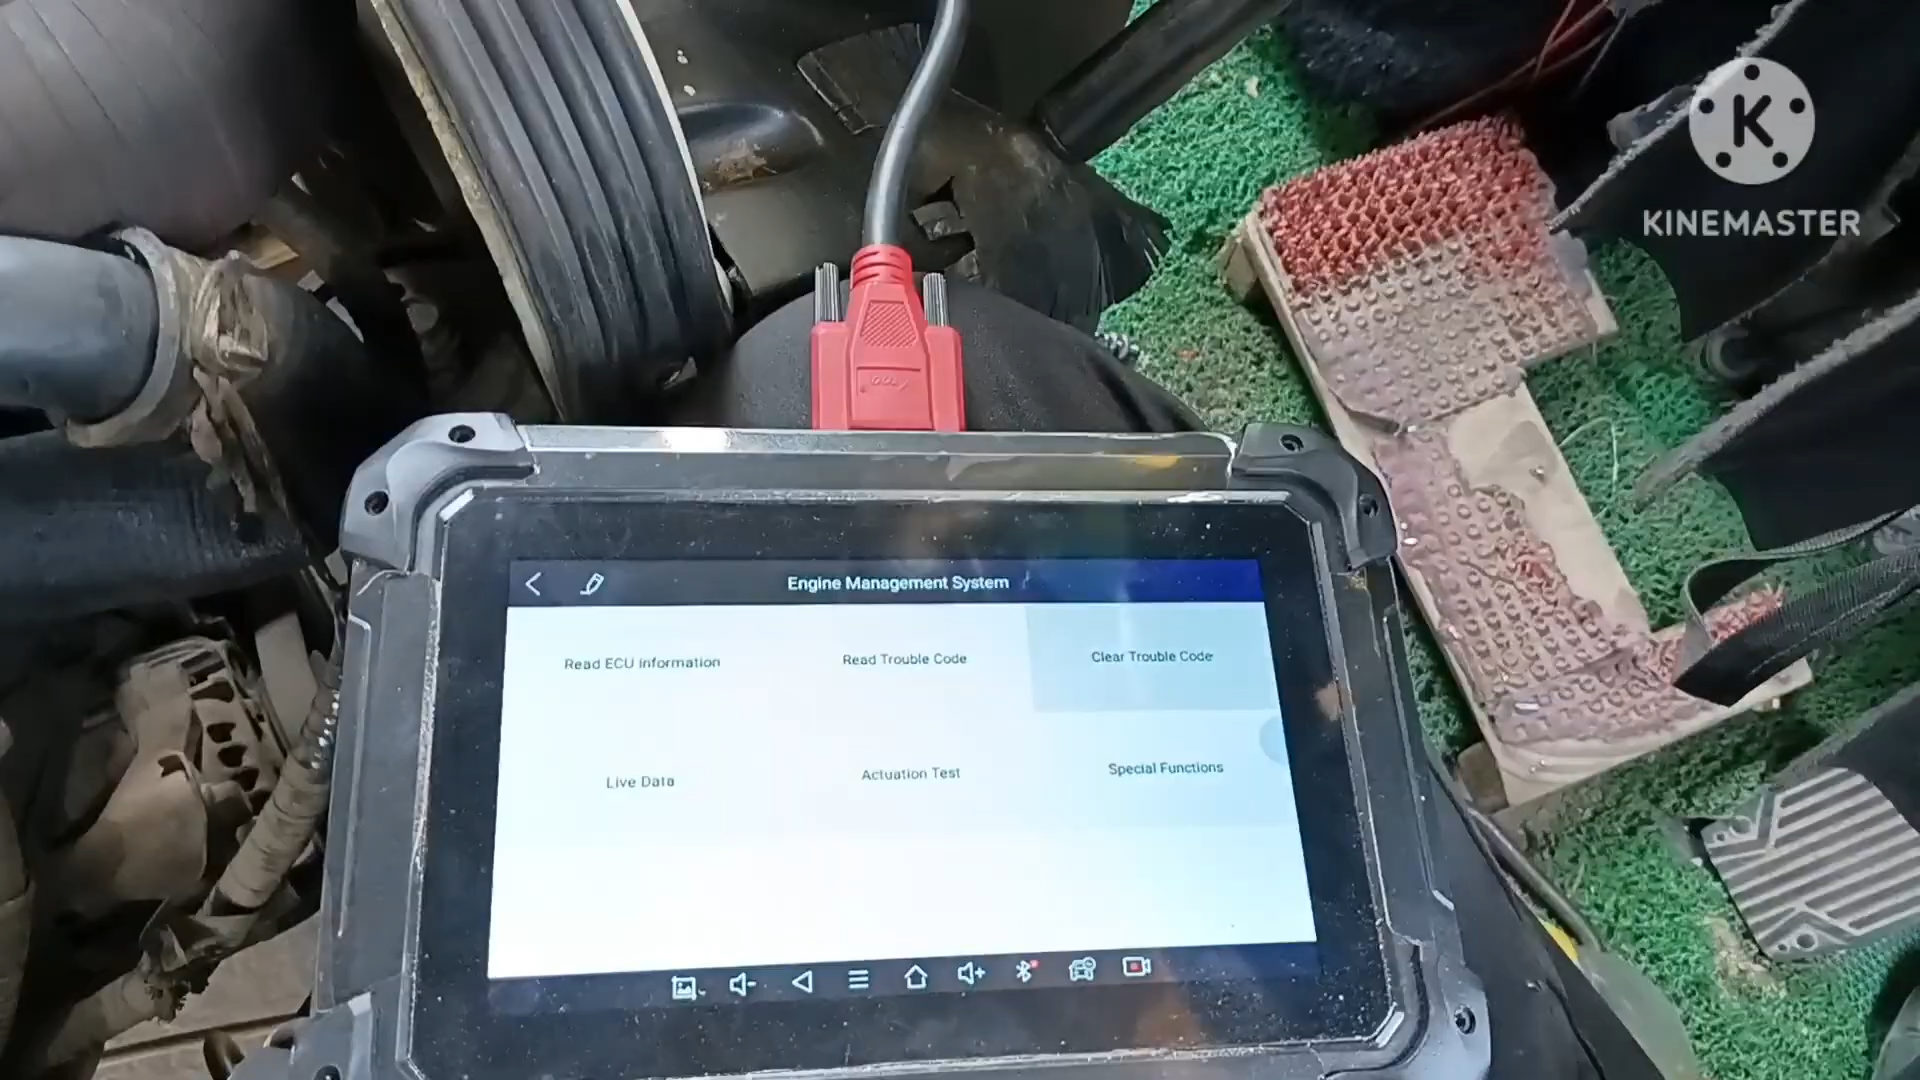 K
KINEMASTER
Engine Management System
Read ECU Information
Read Trouble Code
Clear Trouble Code
Live Data
Actuation Test
Special Functions